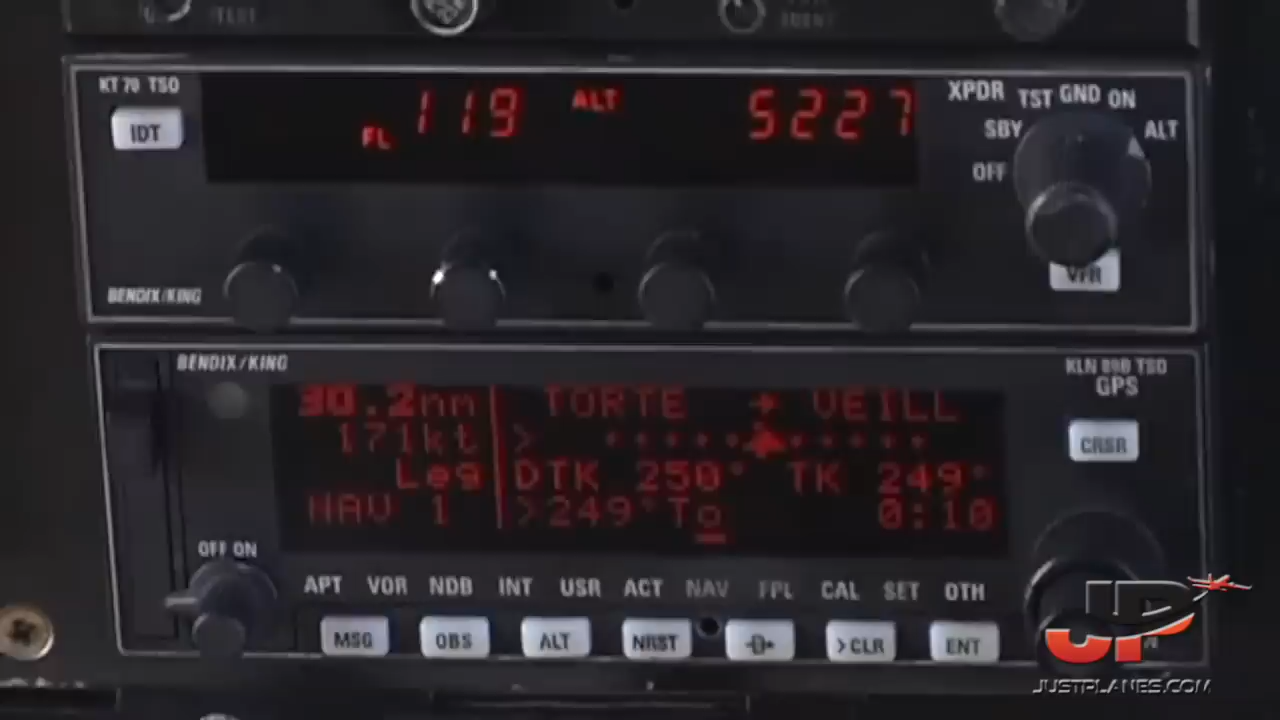 TEST
IDENT
KT 70 TSO
IDT
FL 119 ALT 5227
XPDR
TST GND ON
SBY
ALT
OFF
VFR
BENDIX/KING
BENDIX/KING
KLN 89B TSO
GPS
30.2nm TORTE → VEILL
171kt >
Leg DTK 250° TK 249°
NAV 1 >249°To 0:10
CRSR
OFF ON
APT VOR NDB INT USR ACT NAV FPL CAL SET OTH
MSG OBS ALT NRST D→ >CLR ENT
JP
JUSTPLANES.COM